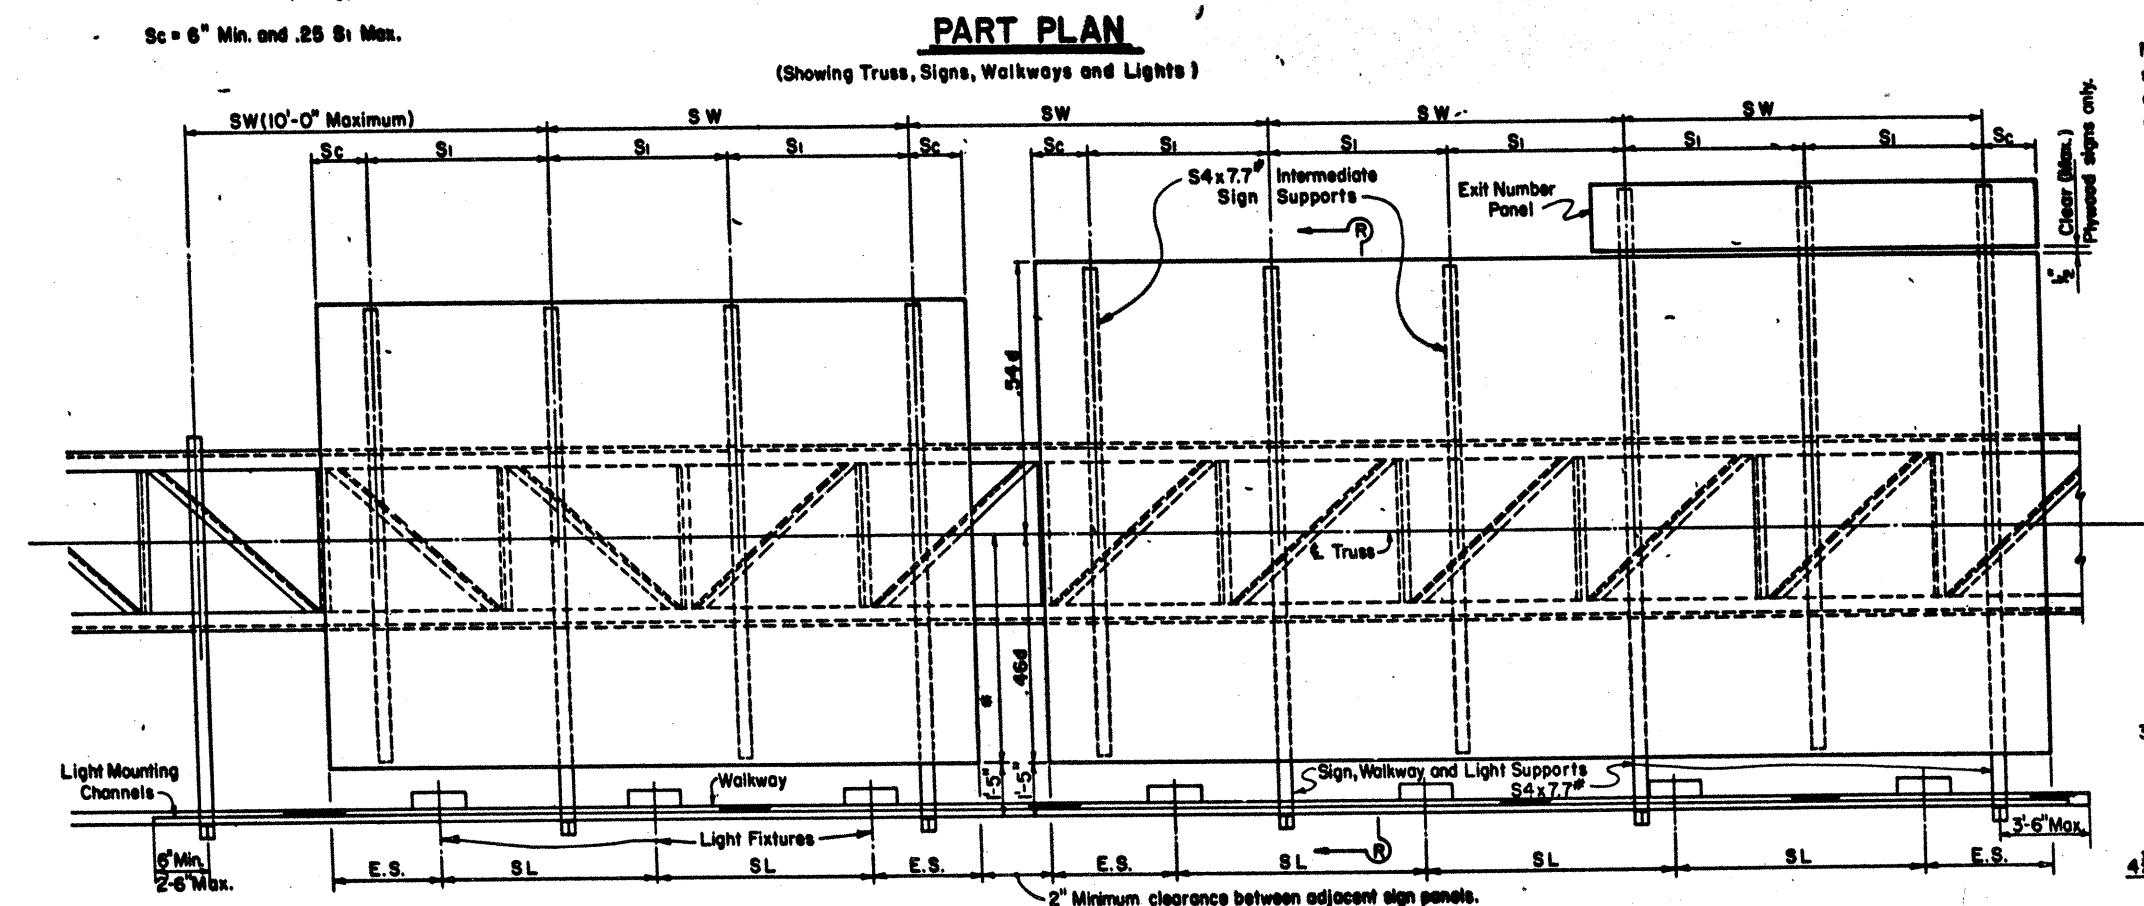 Sc = 6" Min. and .25 S1 Max.
PART PLAN
(Showing Truss, Signs, Walkways and Lights)
SW (10'-0" Maximum)
SW
SW
SW
SW
Sc
S1
S1
S1
Sc
Sc
S1
S1
S1
S1
S1
Sc
S4x7.7# Intermediate
Sign Supports
R
Exit Number
Panel
Clear (Max.)
Plywood signs only.
1/2"
.54d
℄ Truss
.46d
*
1'-5"
1'-5"
Light Mounting
Channels
Walkway
Sign, Walkway and Light Supports
S4x7.7#
Light Fixtures
3'-6" Max.
6" Min.
2'-6" Max.
R
E.S.
SL
SL
E.S.
E.S.
SL
SL
SL
E.S.
2" Minimum clearance between adjacent sign panels.